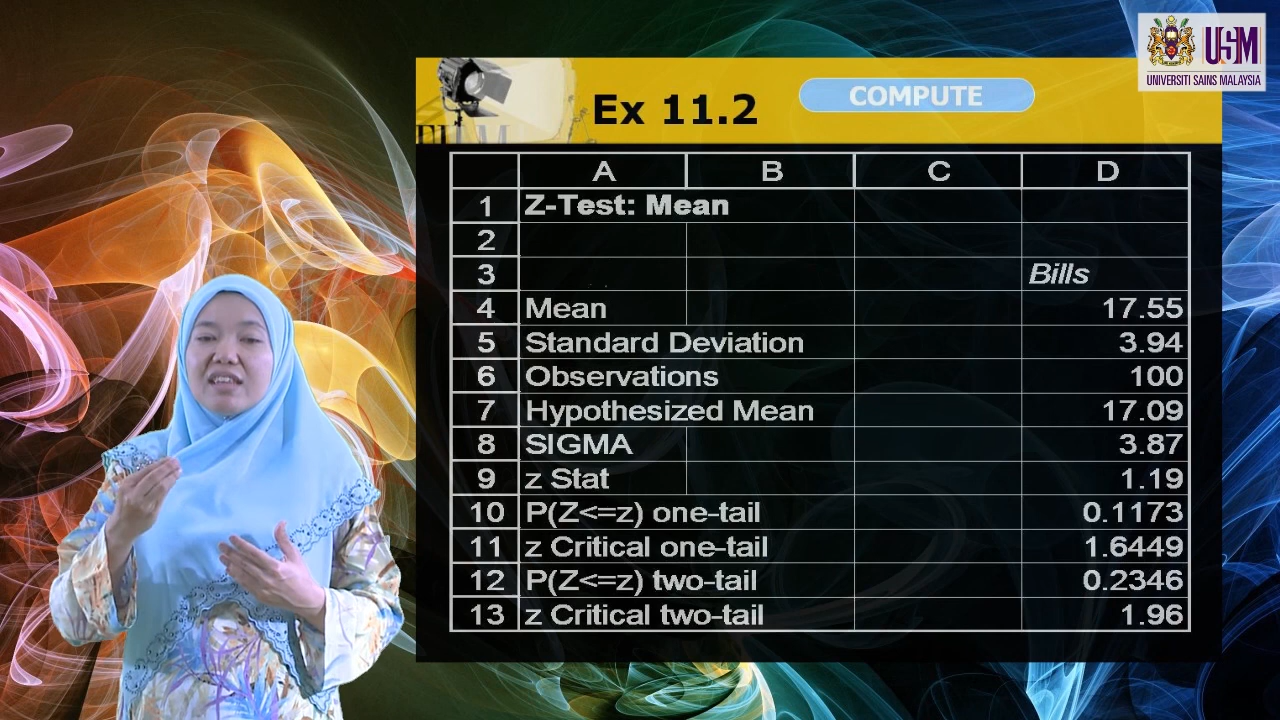 USM
UNIVERSITI SAINS MALAYSIA
Ex 11.2
COMPUTE
FILM
A B C D
1 Z-Test: Mean
2
3 Bills
4 Mean 17.55
5 Standard Deviation 3.94
6 Observations 100
7 Hypothesized Mean 17.09
8 SIGMA 3.87
9 z Stat 1.19
10 P(Z<=z) one-tail 0.1173
11 z Critical one-tail 1.6449
12 P(Z<=z) two-tail 0.2346
13 z Critical two-tail 1.96